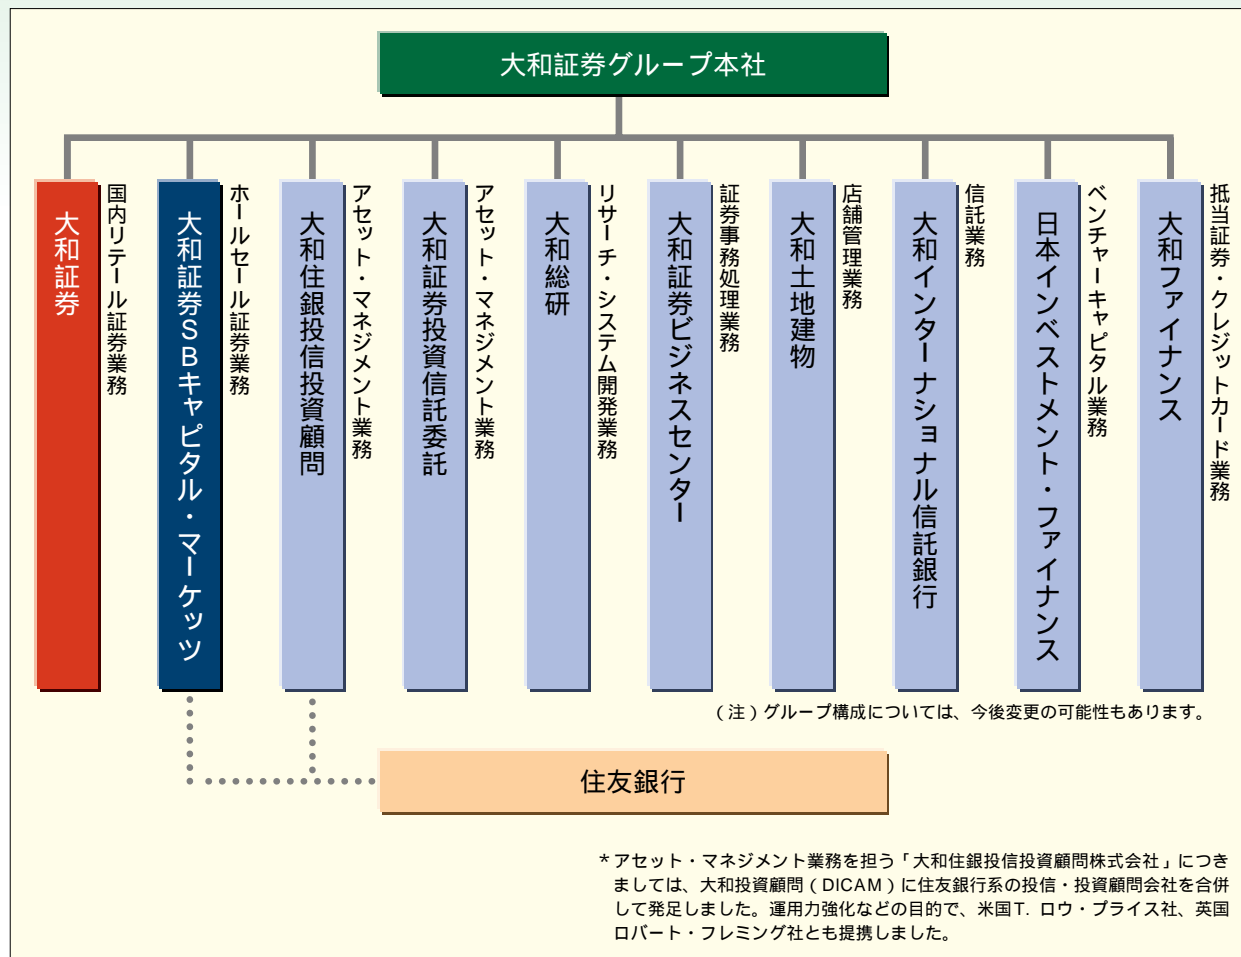 大和証券グループ本社
大和証券
国内リテール証券業務
大和証券SBキャピタル・マーケッツ
ホールセール証券業務
大和住銀投信投資顧問
アセット・マネジメント業務
大和証券投資信託委託
アセット・マネジメント業務
大和総研
リサーチ・システム開発業務
大和証券ビジネスセンター
証券事務処理業務
大和土地建物
店舗管理業務
大和インターナショナル信託銀行
信託業務
日本インベストメント・ファイナンス
ベンチャーキャピタル業務
大和ファイナンス
抵当証券・クレジットカード業務
（注）グループ構成については、今後変更の可能性もあります。
住友銀行
*アセット・マネジメント業務を担う「大和住銀投信投資顧問株式会社」につき
ましては、大和投資顧問（DICAM）に住友銀行系の投信・投資顧問会社を合併
して発足しました。運用力強化などの目的で、米国T. ロウ・プライス社、英国
ロバート・フレミング社とも提携しました。